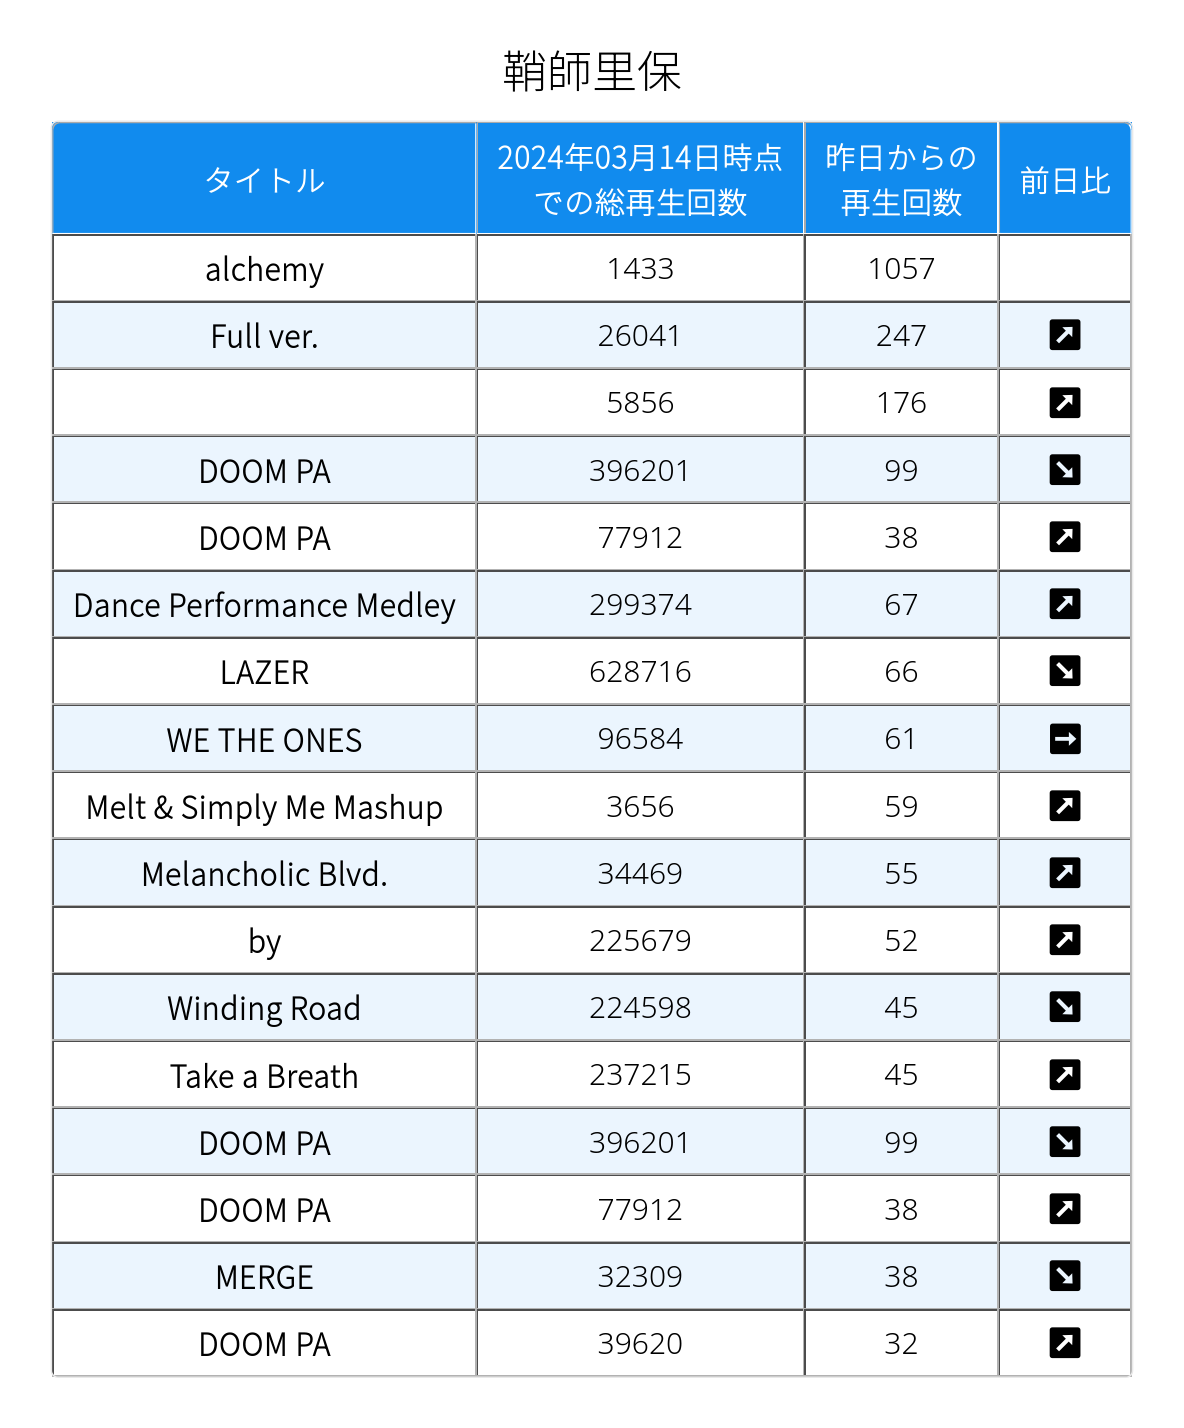 鞘師里保
タイトル
2024年03月14日時点
での総再生回数
昨日からの
再生回数
前日比
alchemy 1433 1057
Full ver. 26041 247 ↗
5856 176 ↗
DOOM PA 396201 99 ↘
DOOM PA 77912 38 ↗
Dance Performance Medley 299374 67 ↗
LAZER 628716 66 ↘
WE THE ONES 96584 61 →
Melt & Simply Me Mashup 3656 59 ↗
Melancholic Blvd. 34469 55 ↗
by 225679 52 ↗
Winding Road 224598 45 ↘
Take a Breath 237215 45 ↗
DOOM PA 396201 99 ↘
DOOM PA 77912 38 ↗
MERGE 32309 38 ↘
DOOM PA 39620 32 ↗